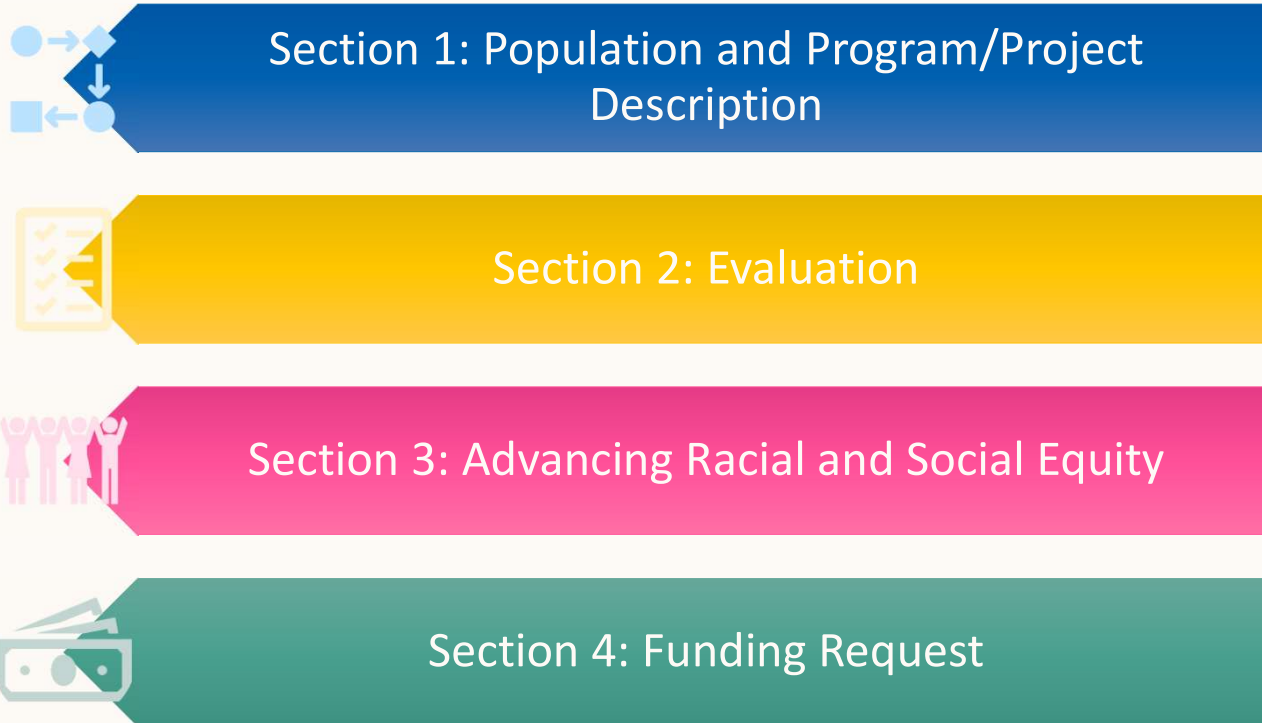 Section 1: Population and Program/Project
Description
Section 2: Evaluation
Section 3: Advancing Racial and Social Equity
Section 4: Funding Request